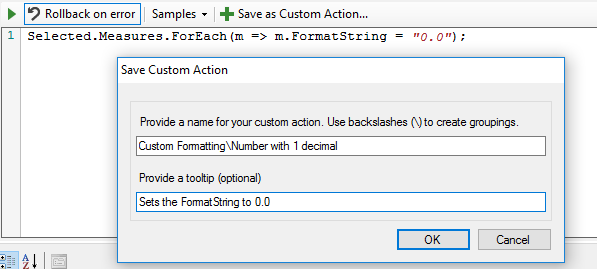 Rollback on error Samples Save as Custom Action...
1 Selected.Measures.ForEach(m => m.FormatString = "0.0");
Save Custom Action
Provide a name for your custom action. Use backslashes (\) to create groupings.
Custom Formatting\Number with 1 decimal
Provide a tooltip (optional)
Sets the FormatString to 0.0
OK Cancel